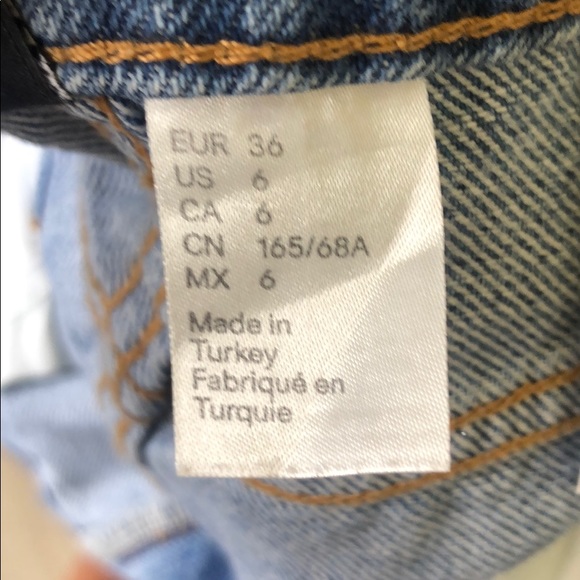 EUR 36
US 6
CA 6
CN 165/68A
MX 6
Made in
Turkey
Fabriqué en
Turquie